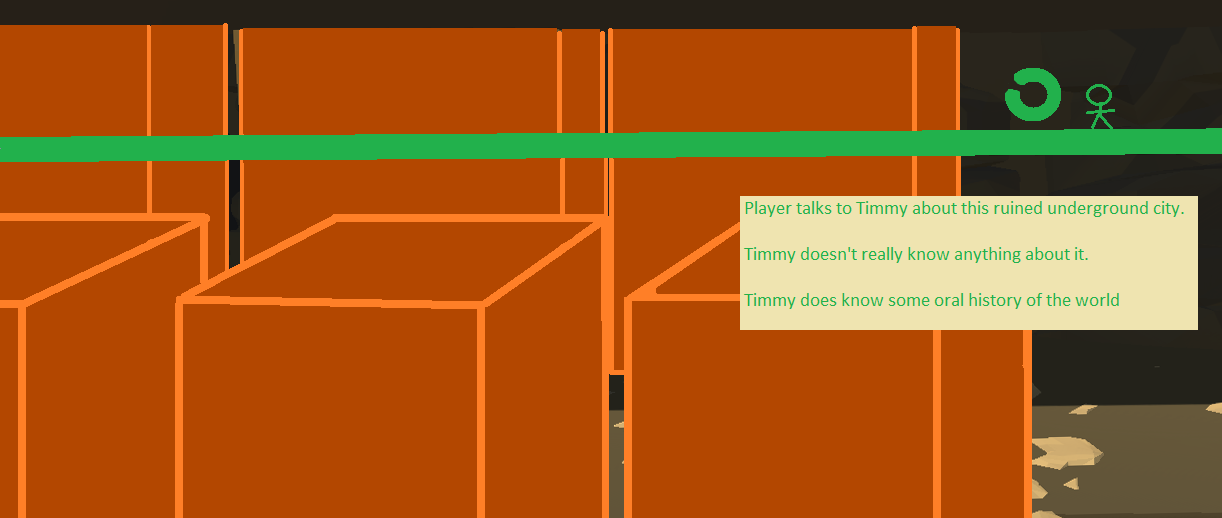 Player talks to Timmy about this ruined underground city.
Timmy doesn't really know anything about it.
Timmy does know some oral history of the world